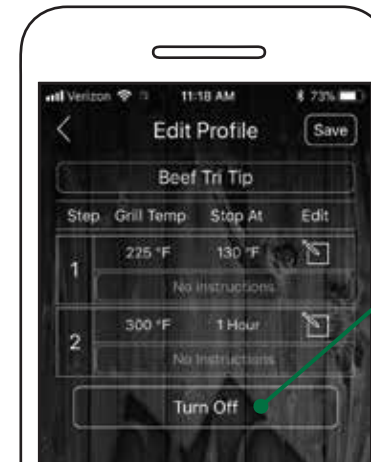 Verizon 11:18 AM 73%
Edit Profile Save
Beef Tri Tip
Step Grill Temp Stop At Edit
1 225 °F 130 °F
No instructions
2 300 °F 1 Hour
No instructions
Turn Off